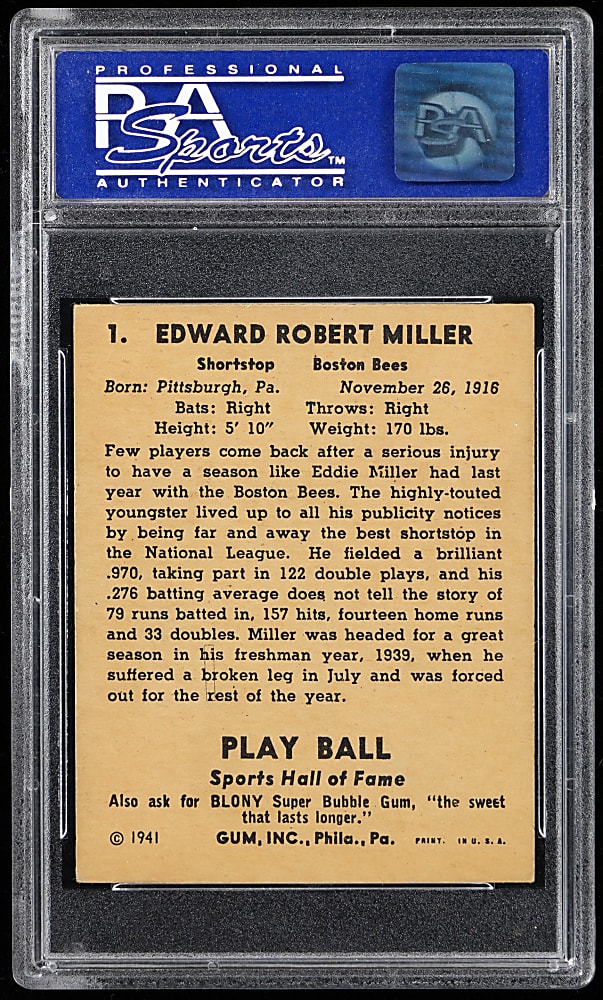 PROFESSIONAL
PSA
Sports™
AUTHENTICATOR
PSA
1. EDWARD ROBERT MILLER
Shortstop Boston Bees
Born: Pittsburgh, Pa. November 26, 1916
Bats: Right Throws: Right
Height: 5' 10" Weight: 170 lbs.
Few players come back after a serious injury
to have a season like Eddie Miller had last
year with the Boston Bees. The highly-touted
youngster lived up to all his publicity notices
by being far and away the best shortstop in
the National League. He fielded a brilliant
.970, taking part in 122 double plays, and his
.276 batting average does not tell the story of
79 runs batted in, 157 hits, fourteen home runs
and 33 doubles. Miller was headed for a great
season in his freshman year, 1939, when he
suffered a broken leg in July and was forced
out for the rest of the year.
PLAY BALL
Sports Hall of Fame
Also ask for BLONY Super Bubble Gum, "the sweet
that lasts longer."
© 1941 GUM, INC., Phila., Pa. PRINT. IN U. S. A.